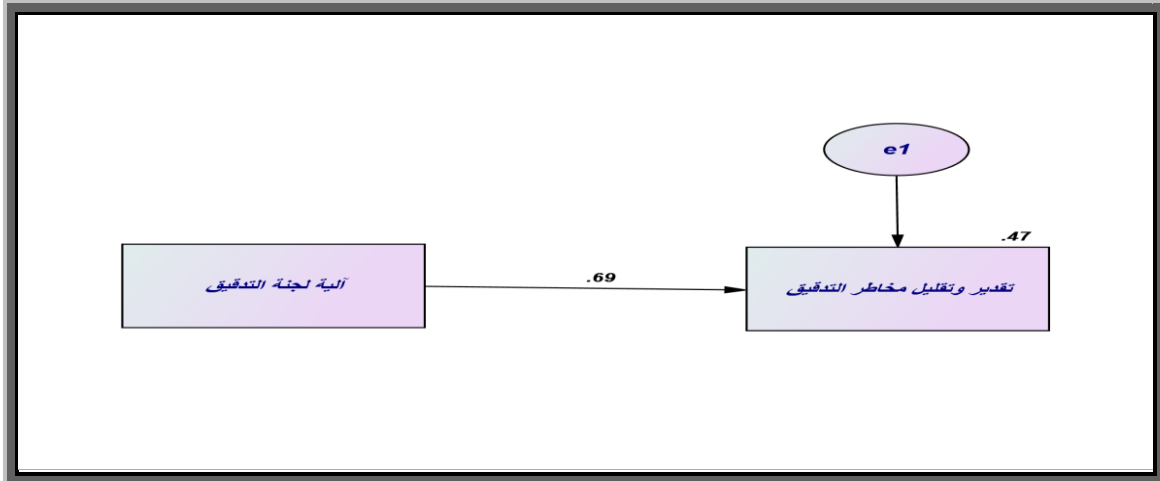 e1
.47
آلية لجنة التدقيق
.69
تقدير وتقليل مخاطر التدقيق